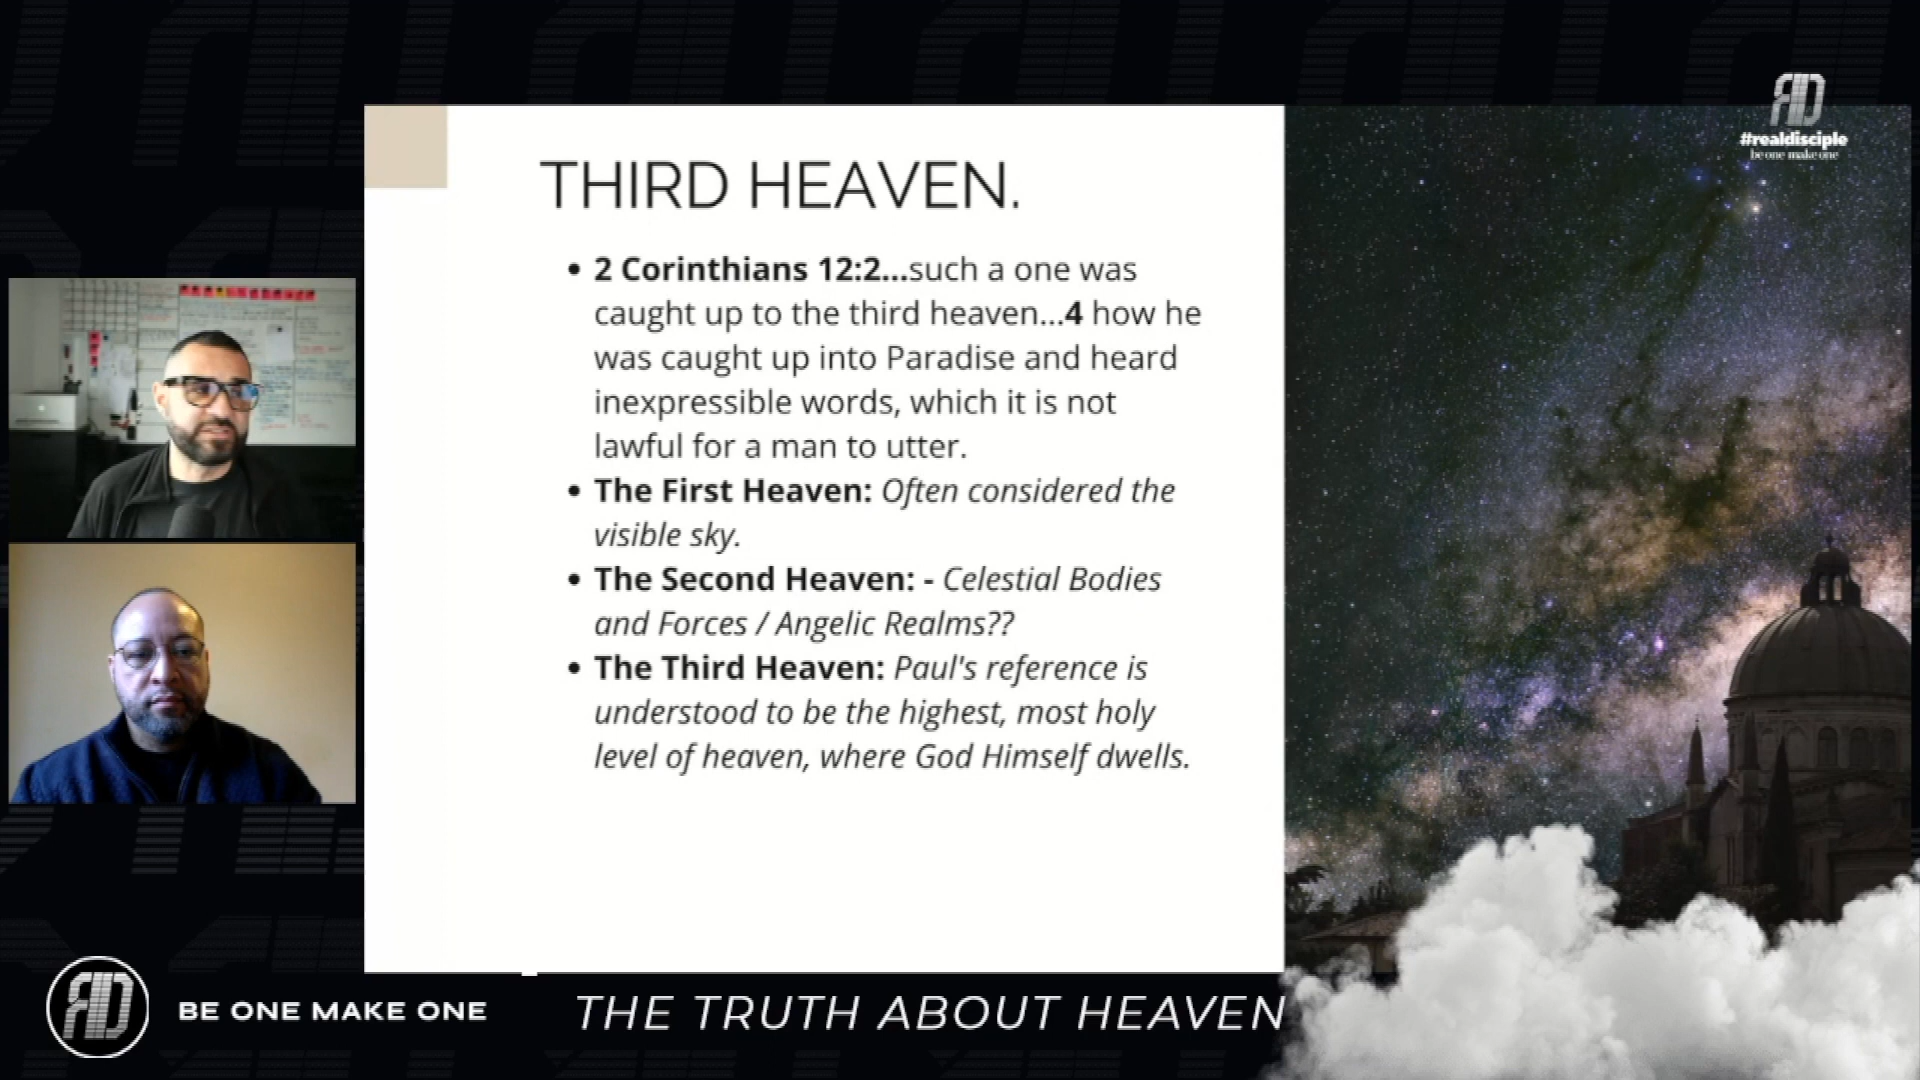 RD
#realdisciple
be one make one
THIRD HEAVEN.
• 2 Corinthians 12:2...such a one was
caught up to the third heaven...4 how he
was caught up into Paradise and heard
inexpressible words, which it is not
lawful for a man to utter.
• The First Heaven: Often considered the
visible sky.
• The Second Heaven: - Celestial Bodies
and Forces / Angelic Realms??
• The Third Heaven: Paul's reference is
understood to be the highest, most holy
level of heaven, where God Himself dwells.
RD
BE ONE MAKE ONE
THE TRUTH ABOUT HEAVEN